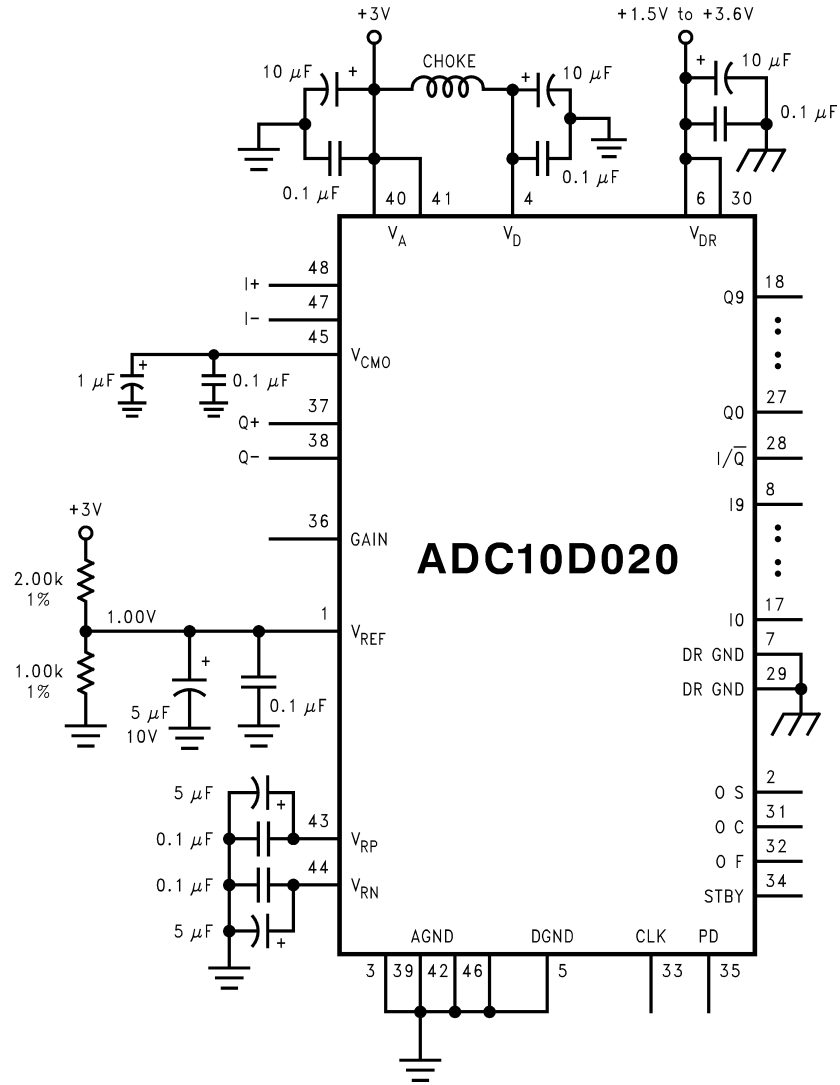 +3V
+1.5V to +3.6V
10 μF
+
CHOKE
+
10 μF
+
10 μF
0.1 μF
0.1 μF
0.1 μF
40
41
4
6
30
VA
VD
VDR
I+
48
I-
47
45
VCMO
1 μF
+
0.1 μF
Q+
37
Q-
38
36
GAIN
+3V
2.00k
1%
1.00V
1
VREF
1.00k
1%
+
5 μF
10V
0.1 μF
5 μF
+
0.1 μF
43
VRP
0.1 μF
44
VRN
5 μF
+
ADC10D020
Q9
18
Q0
27
I/Q̅
28
I9
8
I0
17
DR GND
7
DR GND
29
O S
2
O C
31
O F
32
STBY
34
AGND
DGND
CLK
PD
3
39
42
46
5
33
35